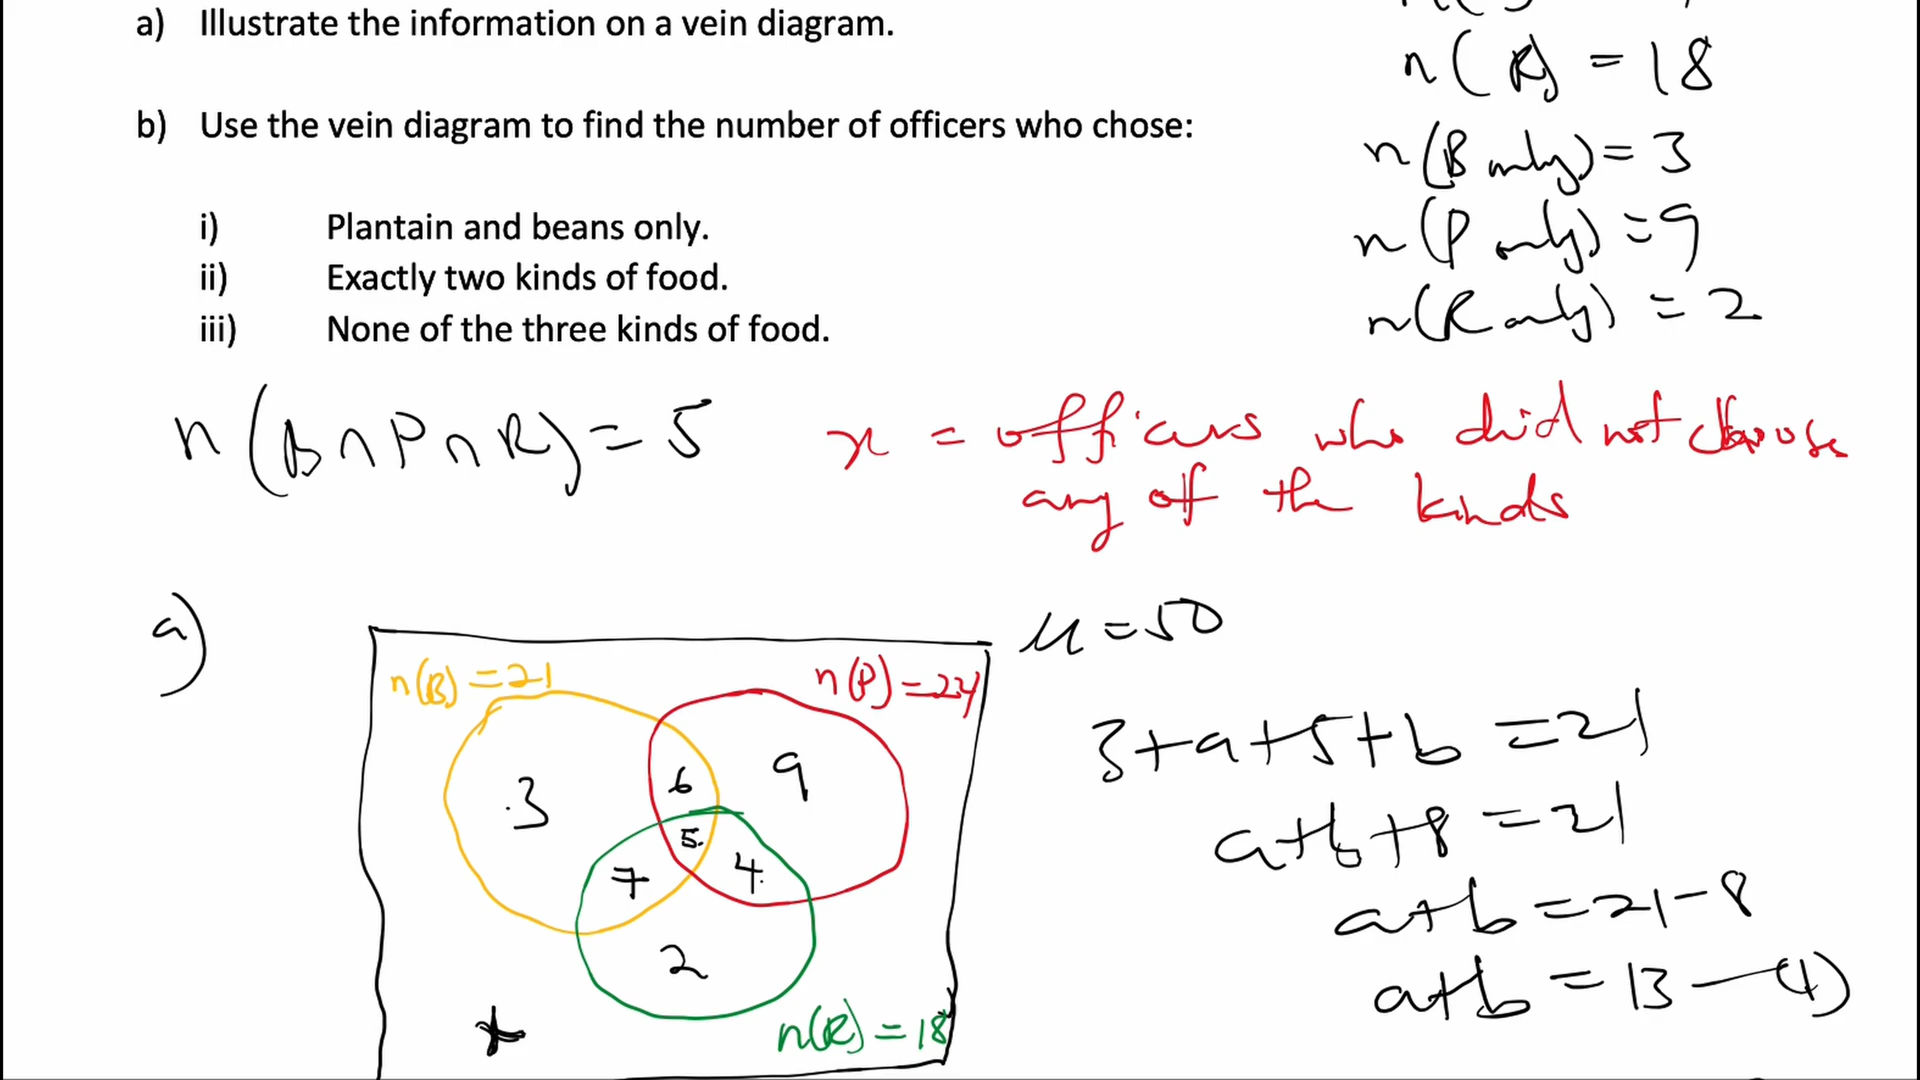 a) Illustrate the information on a vein diagram.
n(R) = 18
b) Use the vein diagram to find the number of officers who chose:
n(B only) = 3
i) Plantain and beans only.
n(P only) = 9
ii) Exactly two kinds of food.
iii) None of the three kinds of food.
n(R only) = 2
n(B∩P∩R) = 5
x = officers who did not choose
any of the kinds
a)
μ = 50
n(B) = 21
n(P) = 24
3+a+5+b = 21
6
9
3
a+b+8 = 21
5.
7
4.
a+b = 21-8
2
a+b = 13 — (1)
n(R) = 18